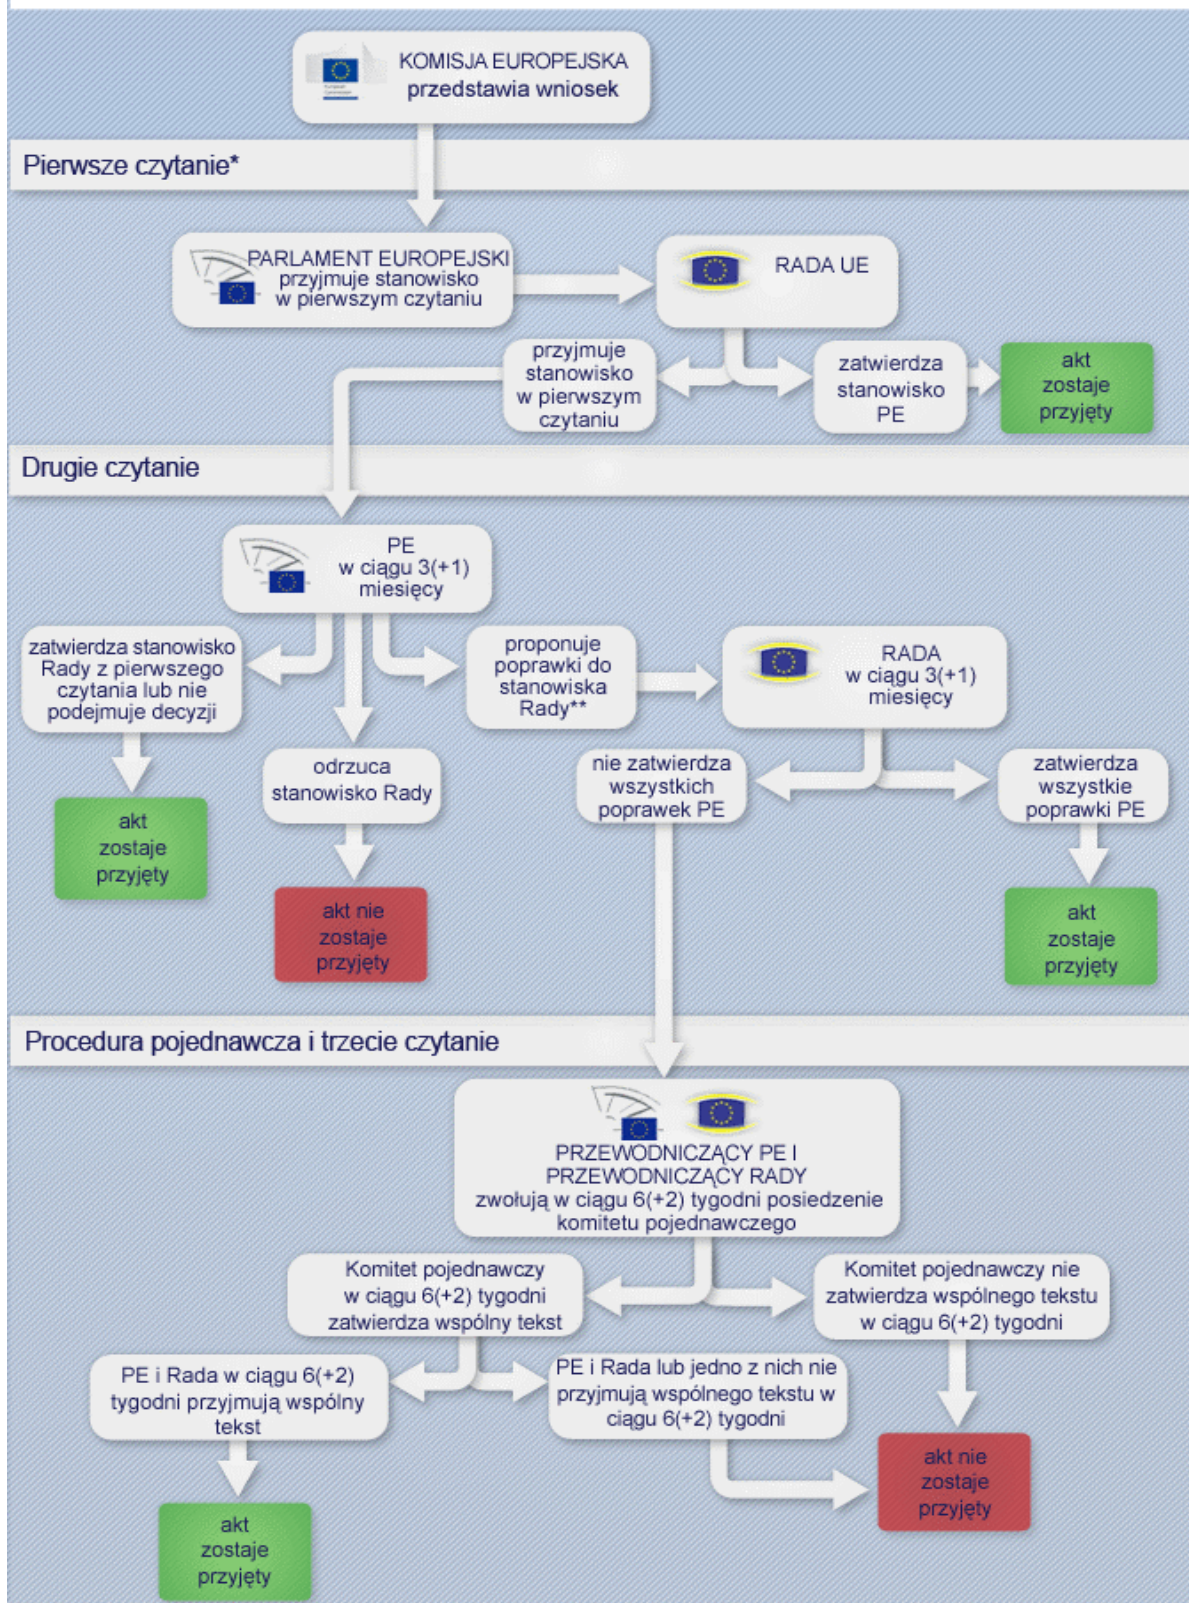 KOMISJA EUROPEJSKA
przedstawia wniosek
Pierwsze czytanie*
PARLAMENT EUROPEJSKI
przyjmuje stanowisko
w pierwszym czytaniu
RADA UE
przyjmuje
stanowisko
w pierwszym
czytaniu
zatwierdza
stanowisko
PE
akt
zostaje
przyjęty
Drugie czytanie
PE
w ciągu 3(+1)
miesięcy
zatwierdza stanowisko
Rady z pierwszego
czytania lub nie
podejmuje decyzji
proponuje
poprawki do
stanowiska
Rady**
RADA
w ciągu 3(+1)
miesięcy
odrzuca
stanowisko Rady
nie zatwierdza
wszystkich
poprawek PE
zatwierdza
wszystkie
poprawki PE
akt
zostaje
przyjęty
akt nie
zostaje
przyjęty
akt
zostaje
przyjęty
Procedura pojednawcza i trzecie czytanie
PRZEWODNICZĄCY PE I
PRZEWODNICZĄCY RADY
zwołują w ciągu 6(+2) tygodni posiedzenie
komitetu pojednawczego
Komitet pojednawczy
w ciągu 6(+2) tygodni
zatwierdza wspólny tekst
Komitet pojednawczy nie
zatwierdza wspólnego tekstu
w ciągu 6(+2) tygodni
PE i Rada w ciągu 6(+2)
tygodni przyjmują wspólny
tekst
PE i Rada lub jedno z nich nie
przyjmują wspólnego tekstu w
ciągu 6(+2) tygodni
akt nie
zostaje
przyjęty
akt
zostaje
przyjęty